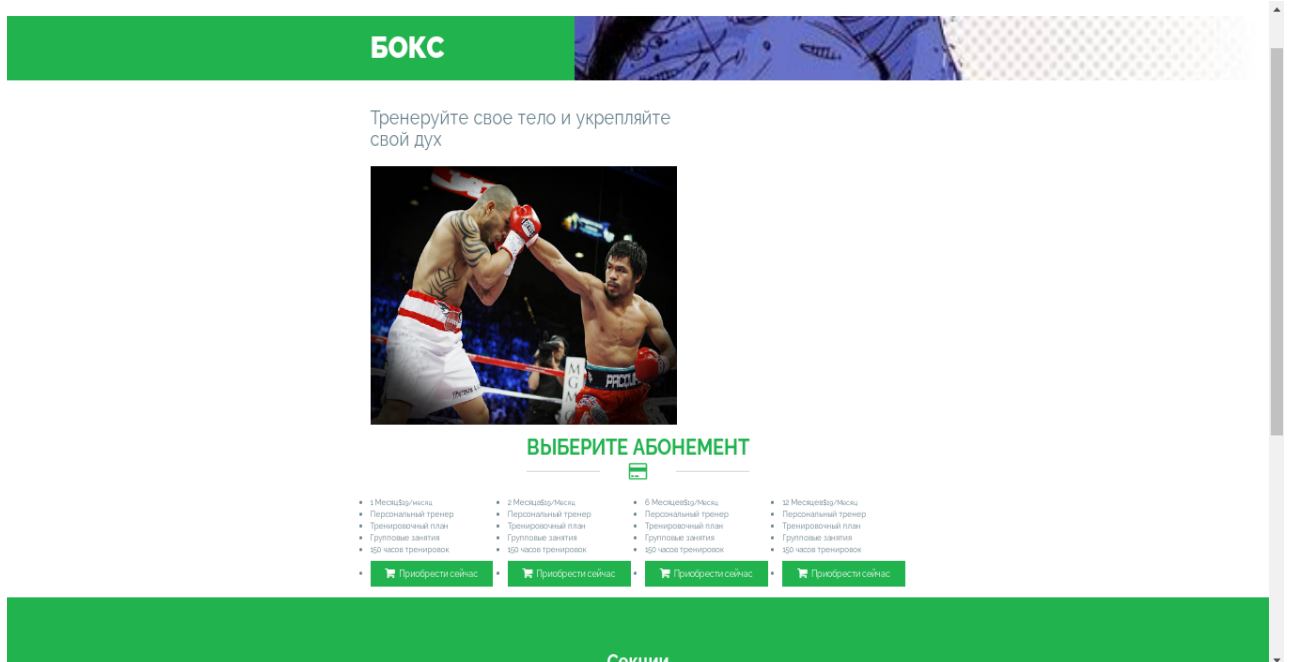 БОКС
Тренеруйте свое тело и укрепляйте
свой дух
MGM
PACQUI
ВЫБЕРИТЕ АБОНЕМЕНТ
1 Месяц$19/месяц
Персональный тренер
Тренировочный план
Групповые занятия
150 часов тренировок
Приобрести сейчас
2 Месяца$19/Месяц
Персональный тренер
Тренировочный план
Групповые занятия
150 часов тренировок
Приобрести сейчас
6 Месяцев$19/Месяц
Персональный тренер
Тренировочный план
Групповые занятия
150 часов тренировок
Приобрести сейчас
12 Месяцев$19/Месяц
Персональный тренер
Тренировочный план
Групповые занятия
150 часов тренировок
Приобрести сейчас
Секции